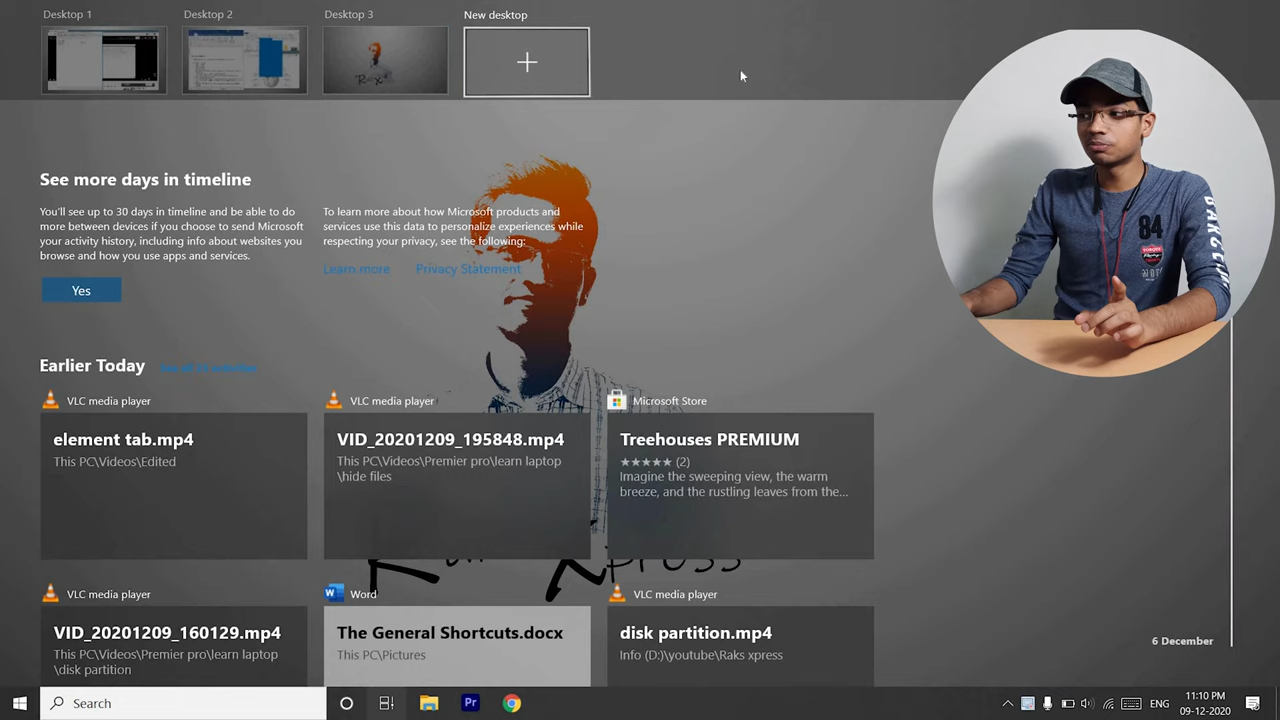 Desktop 1
Desktop 2
Desktop 3
New desktop
See more days in timeline
You'll see up to 30 days in timeline and be able to do
more between devices if you choose to send Microsoft
your activity history, including info about websites you
browse and how you use apps and services.
To learn more about how Microsoft products and
services use this data to personalize experiences while
respecting your privacy, see the following:
Learn more
Privacy Statement
Yes
84
Earlier Today
VLC media player
element tab.mp4
This PC\Videos\Edited
VLC media player
VID_20201209_195848.mp4
This PC\Videos\Premier pro\learn laptop
\hide files
Microsoft Store
Treehouses PREMIUM
★★★★★ (2)
Imagine the sweeping view, the warm
breeze, and the rustling leaves from the...
Xpress
VLC media player
VID_20201209_160129.mp4
This PC\Videos\Premier pro\learn laptop
\disk partition
Word
The General Shortcuts.docx
This PC\Pictures
VLC media player
disk partition.mp4
Info (D:)\youtube\Raks xpress
6 December
Search
Pr
ENG
11:10 PM
09-12-2020